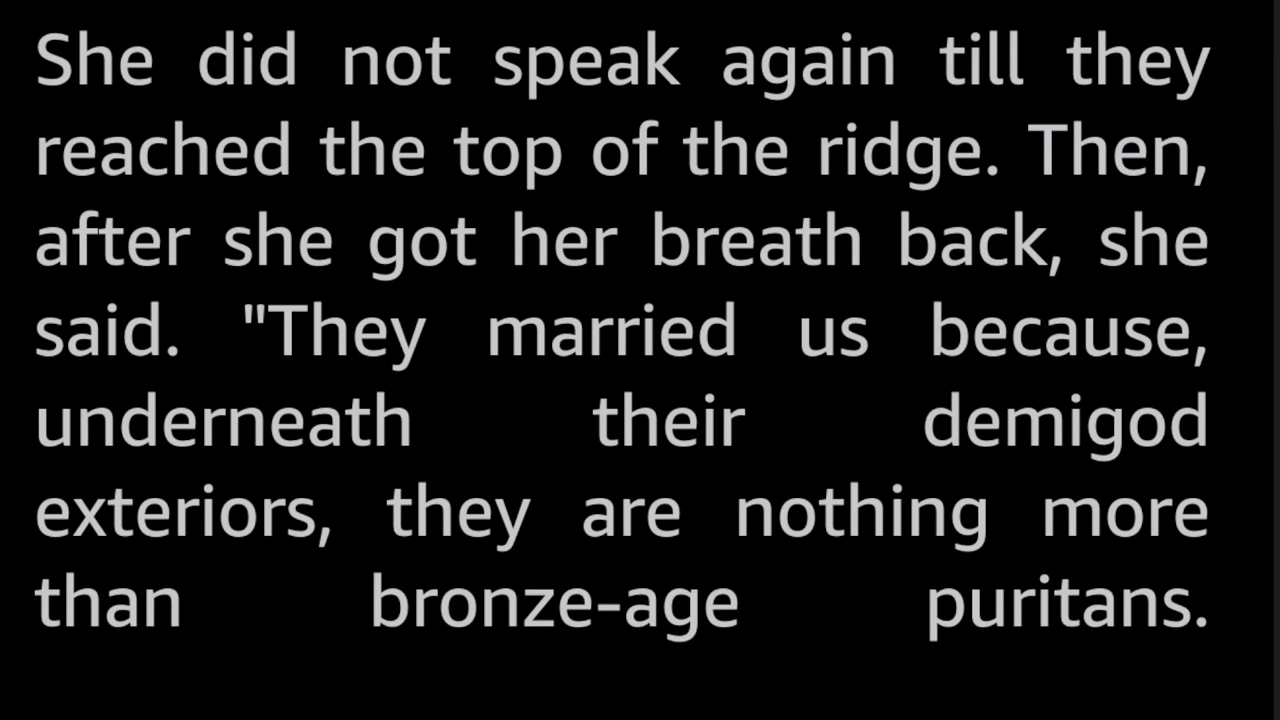 She did not speak again till they
reached the top of the ridge. Then,
after she got her breath back, she
said. "They married us because,
underneath their demigod
exteriors, they are nothing more
than bronze-age puritans.